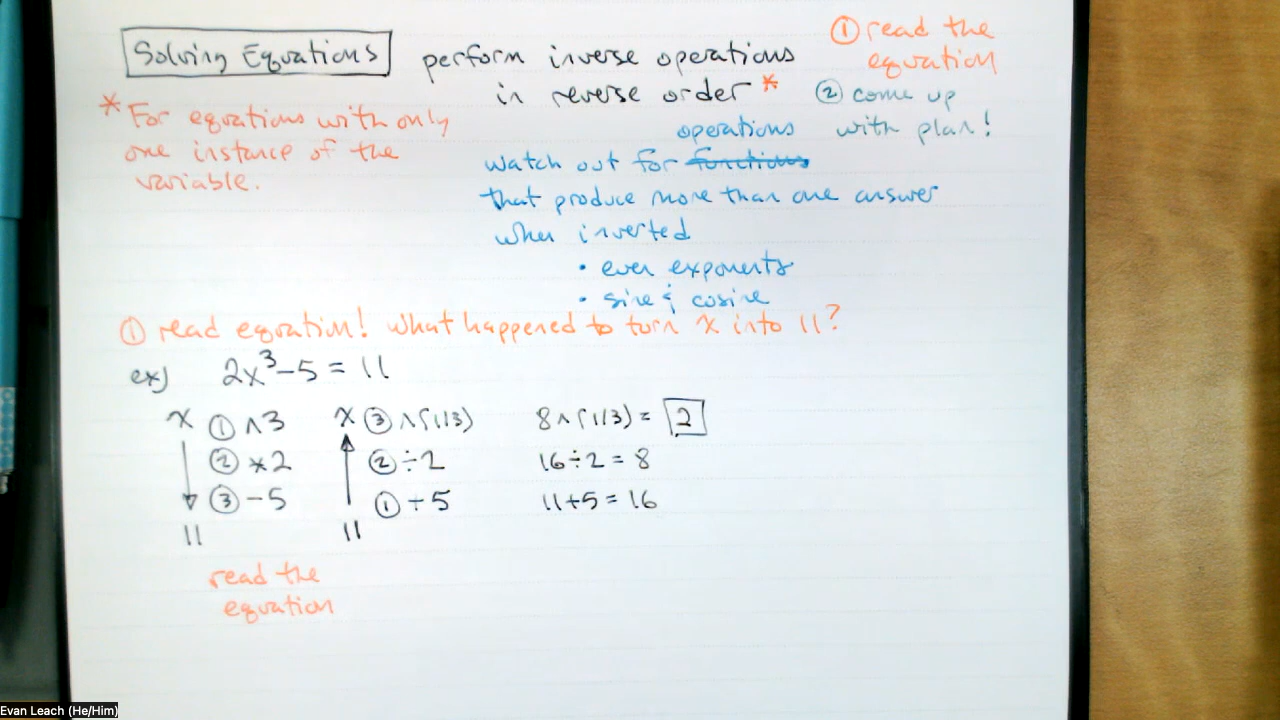 Solving Equations
perform inverse operations
in reverse order *
① read the
equation
② come up
with plan!
* For equations with only
one instance of the
variable.
operations
watch out for functions
that produce more than one answer
when inverted
• even exponents
• sine & cosine
① read equation! What happened to turn x into 11?
ex) 2x³-5 = 11
x ① ^3 x ③ ^(1/3) 8^(1/3) = 2
② *2 ② ÷2 16÷2 = 8
③ -5 ① +5 11+5 = 16
11 11
read the
equation
Evan Leach (He/Him)